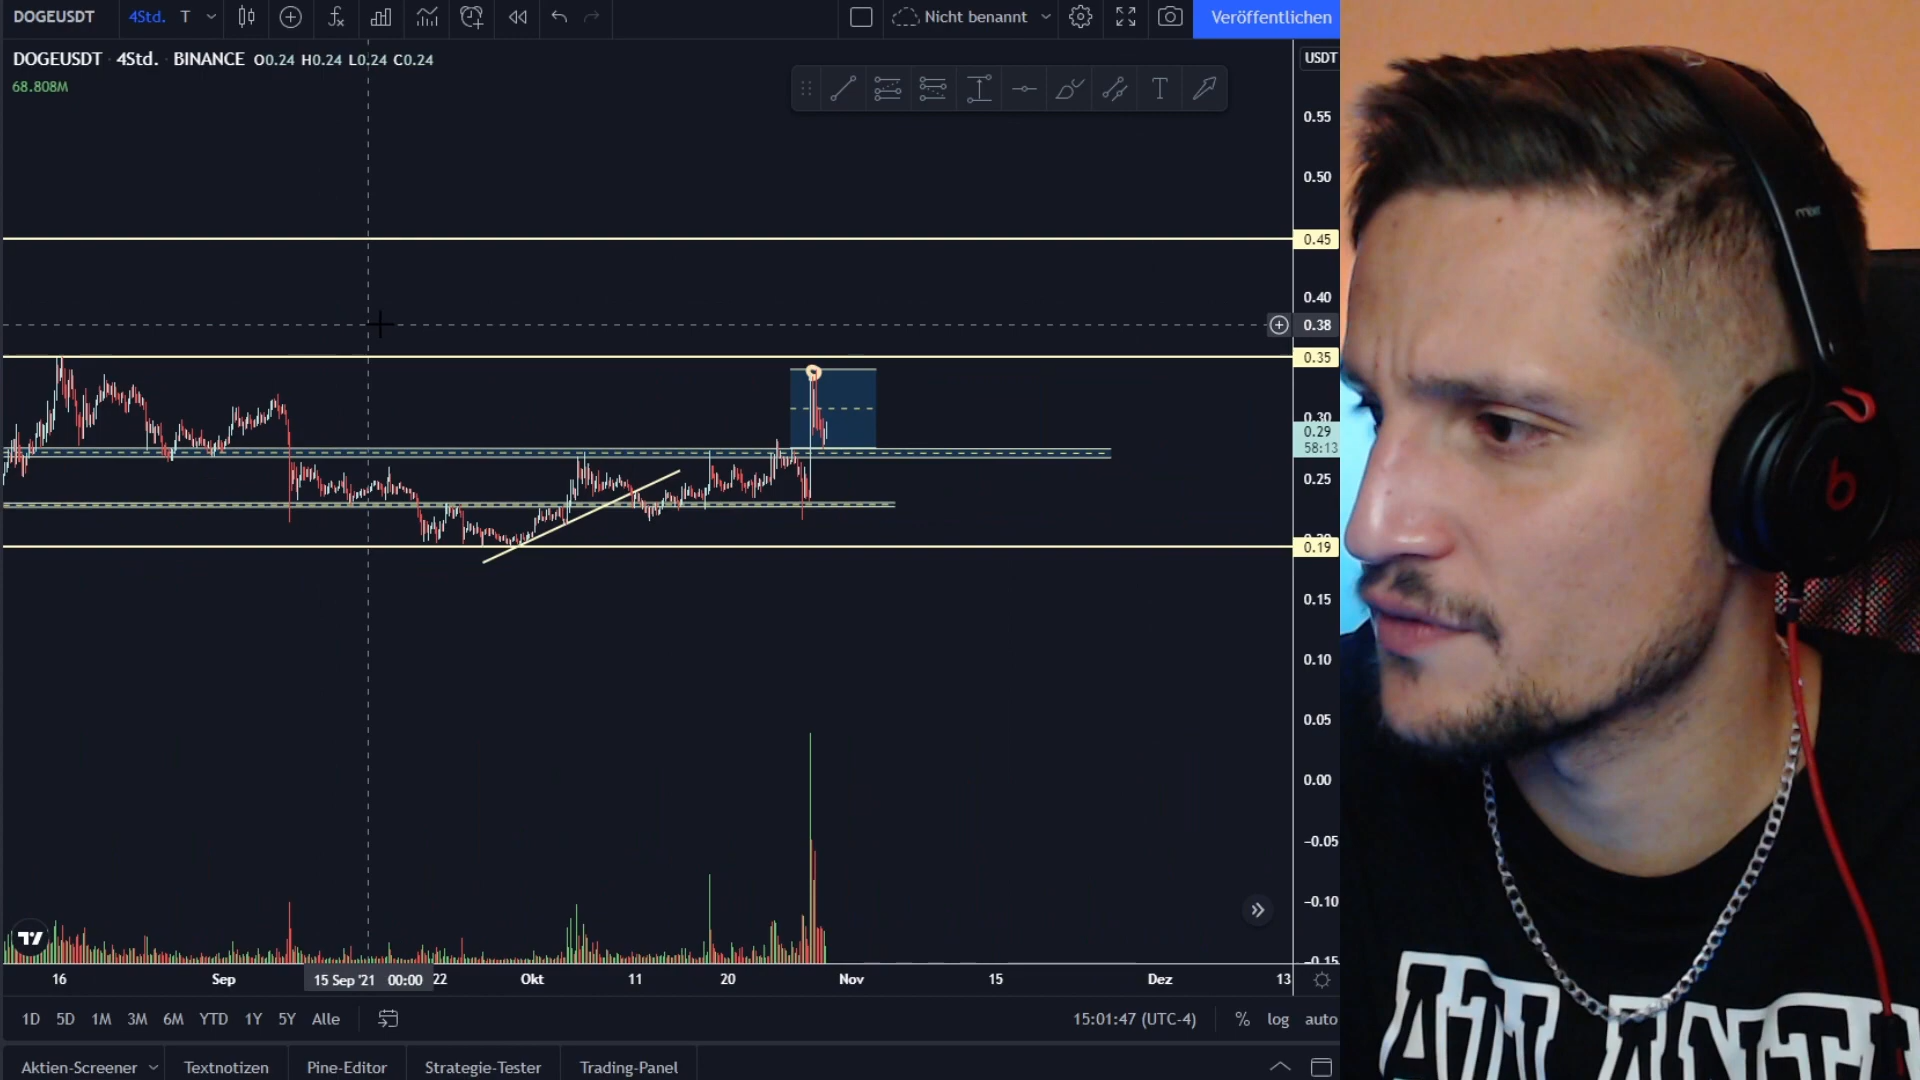 DOGEUSDT 4Std. T Nicht benannt Veröffentlichen
DOGEUSDT · 4Std. · BINANCE O0.24 H0.24 L0.24 C0.24
68.808M
USDT
0.55
0.50
0.45
0.40
0.38
0.35
0.30
0.29
58:13
0.25
0.19
0.15
0.10
0.05
0.00
−0.05
−0.10
−0.15
16 Sep 15 Sep '21 00:00 22 Okt 11 20 Nov 15 Dez 13
1D 5D 1M 3M 6M YTD 1Y 5Y Alle 15:01:47 (UTC-4) % log auto
Aktien-Screener Textnotizen Pine-Editor Strategie-Tester Trading-Panel